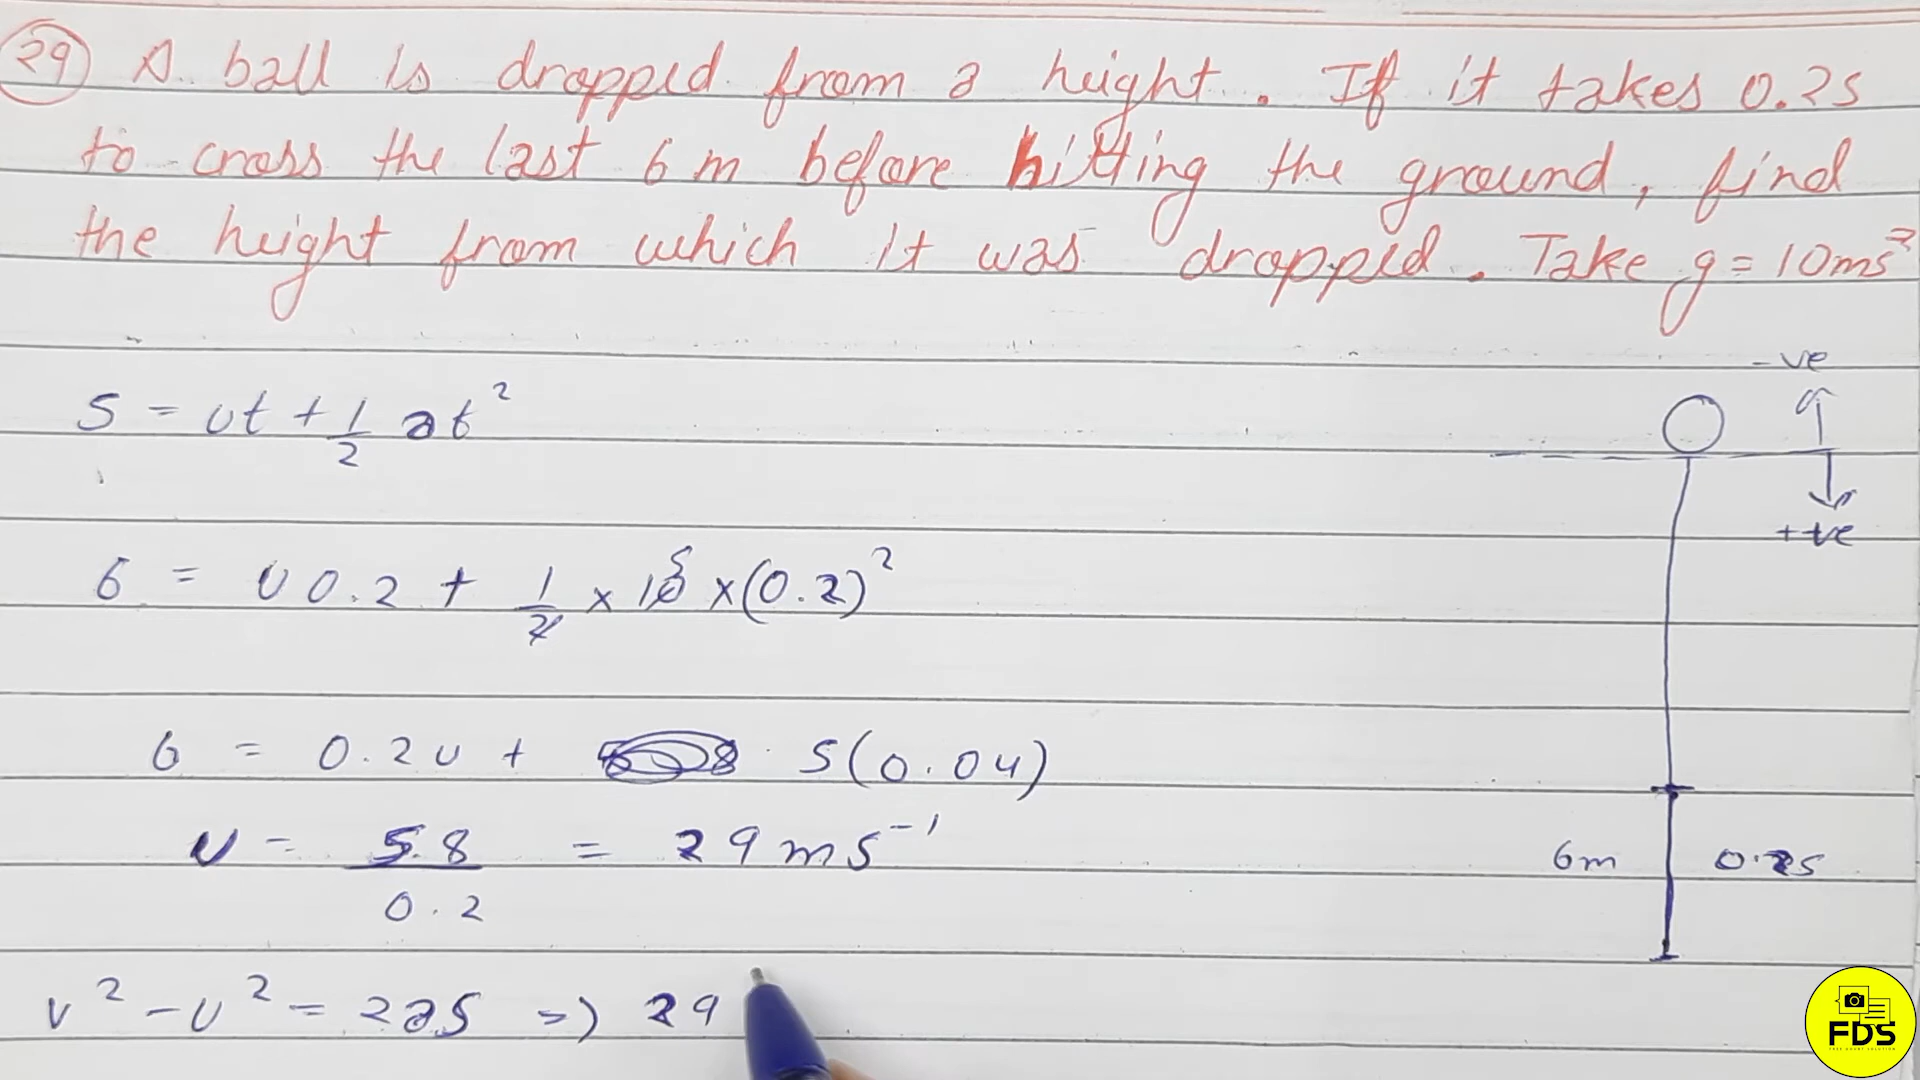 29 A ball is dropped from a height. If it takes 0.2s
to cross the last 6 m before hitting the ground, find
the height from which it was dropped. Take g = 10ms²
-ve
S = ut + 1/2 at²
+ve
6 = u 0.2 + 1/2 × 10 5 × (0.2)²
6 = 0.2u + 5(0.04)
u = 5.8/0.2 = 29 ms⁻¹
6m 0.2s
v² - u² = 2as => 29
FDS